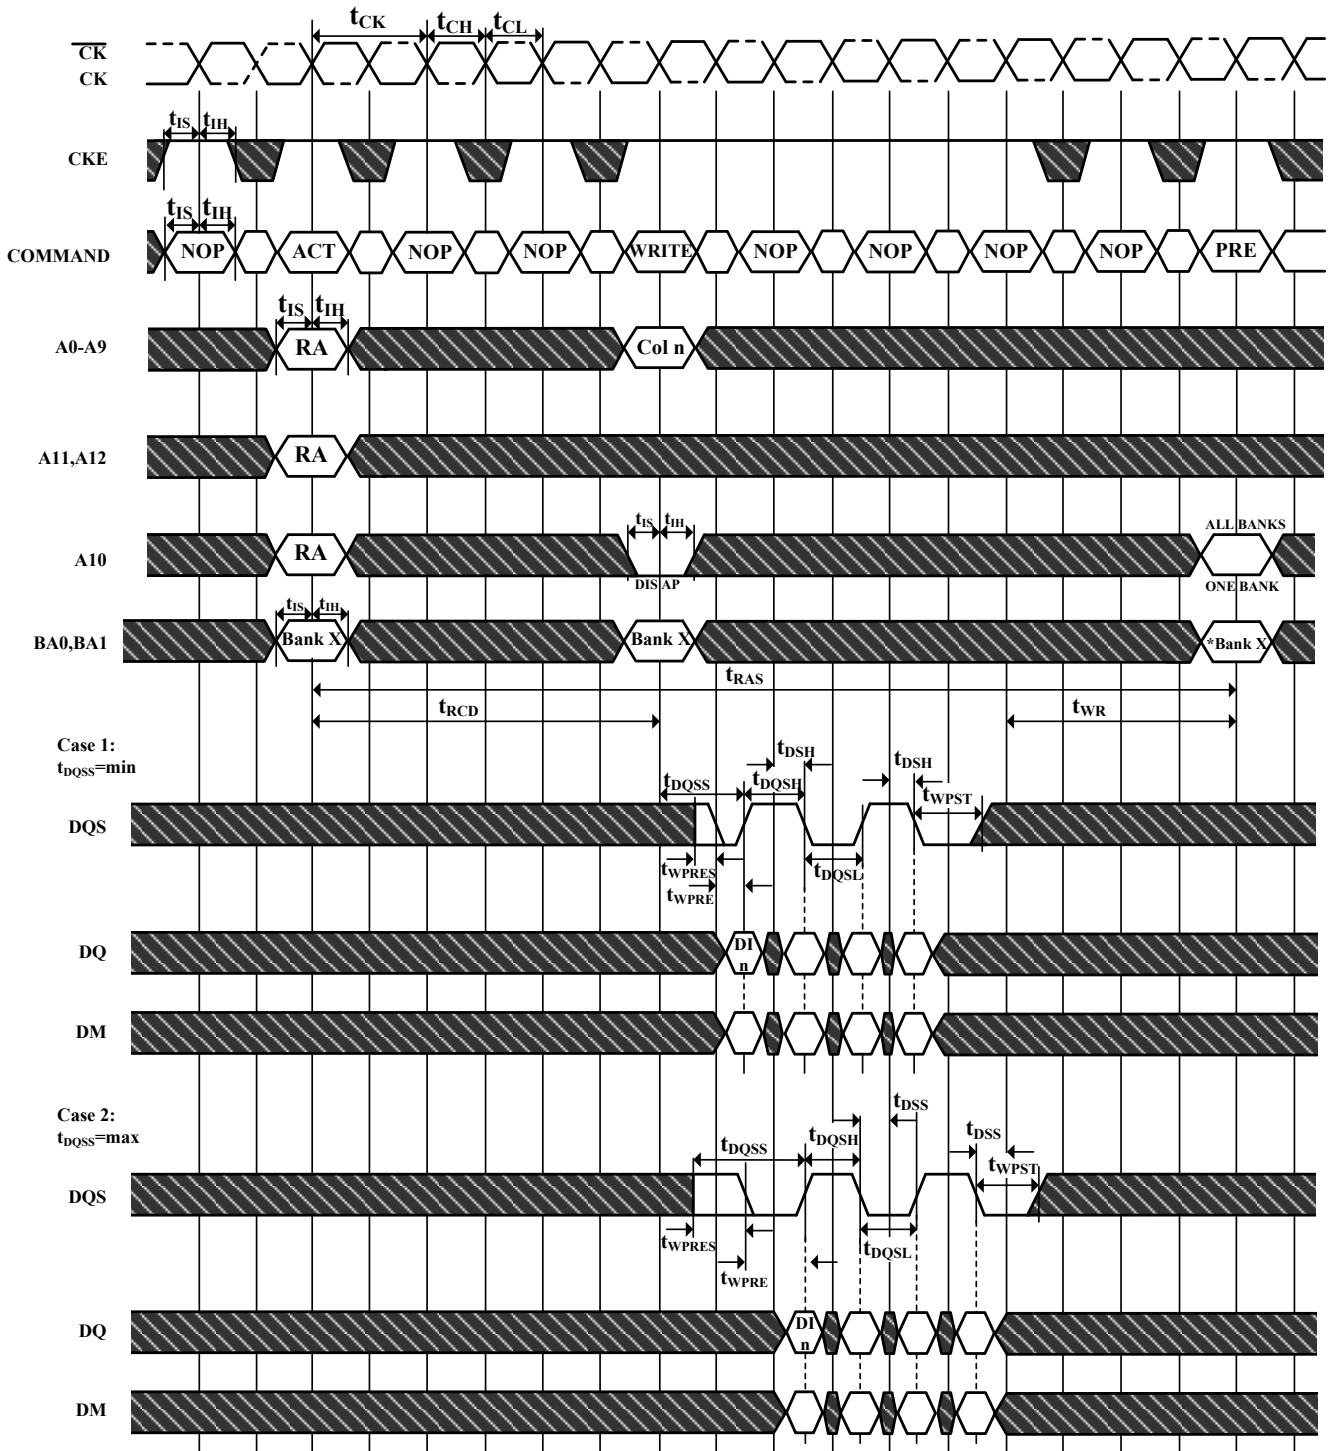 tCK tCH tCL
CK
CK
tIS tIH
CKE
tIS tIH
COMMAND NOP ACT NOP NOP WRITE NOP NOP NOP NOP PRE
tIS tIH
A0-A9 RA Col n
A11,A12 RA
tIS tIH ALL BANKS
A10 RA
DIS AP ONE BANK
tIS tIH
BA0,BA1 Bank X Bank X *Bank X
tRAS
tRCD tWR
Case 1:
tDQSS=min
tDSH tDSH
tDQSS tDQSH tWPST
DQS
tWPRES tDQSL
tWPRE
DQ DI
n
DM
Case 2:
tDQSS=max
tDSS tDSS
tDQSS tDQSH tWPST
DQS
tWPRES tDQSL
tWPRE
DQ DI
n
DM